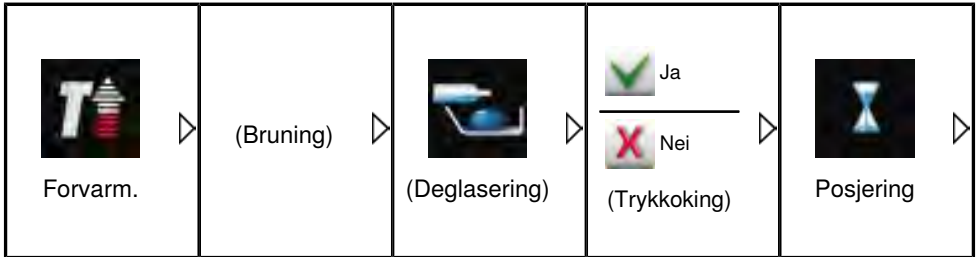 Forvarm.
(Bruning)
(Deglasering)
Ja
Nei
(Trykkoking)
Posjering